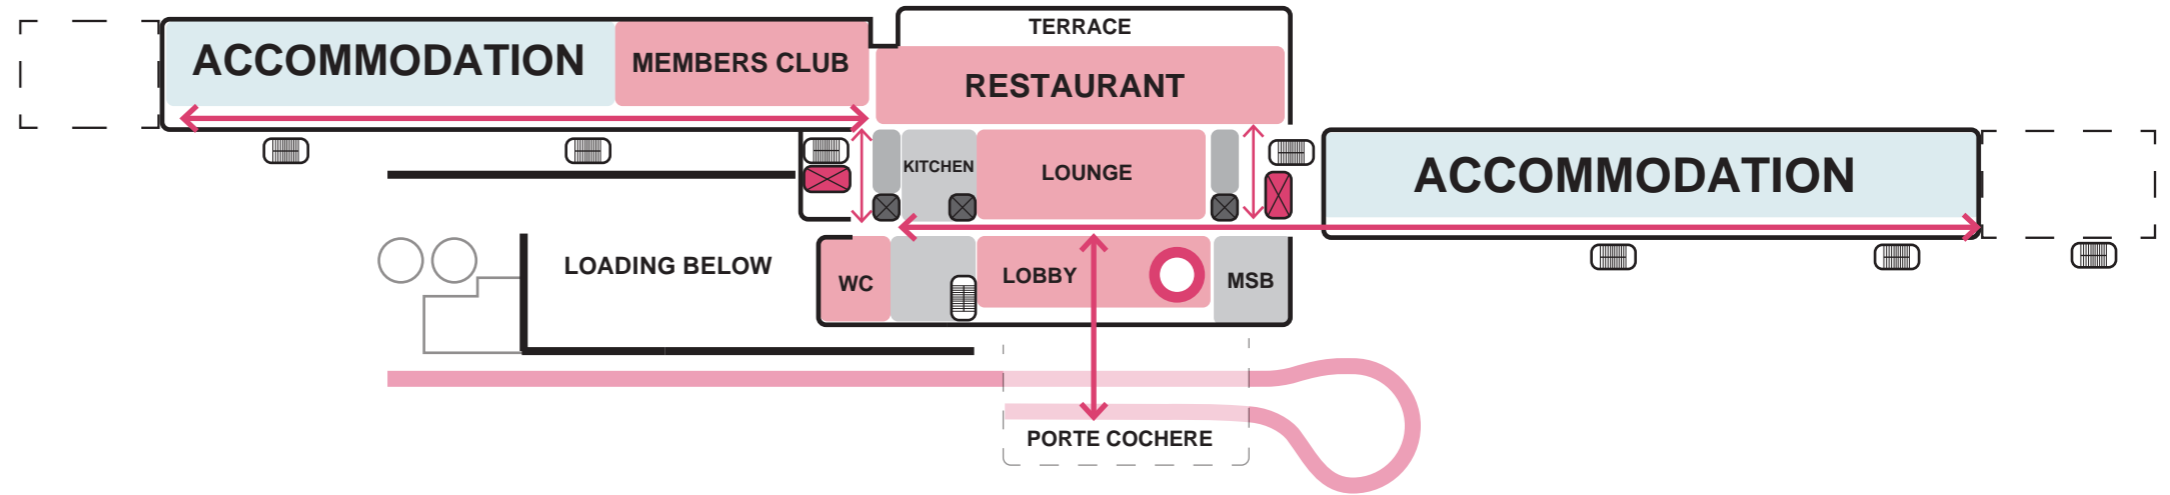 TERRACE
ACCOMMODATION
MEMBERS CLUB
RESTAURANT
KITCHEN
LOUNGE
ACCOMMODATION
LOADING BELOW
WC
LOBBY
MSB
PORTE COCHERE